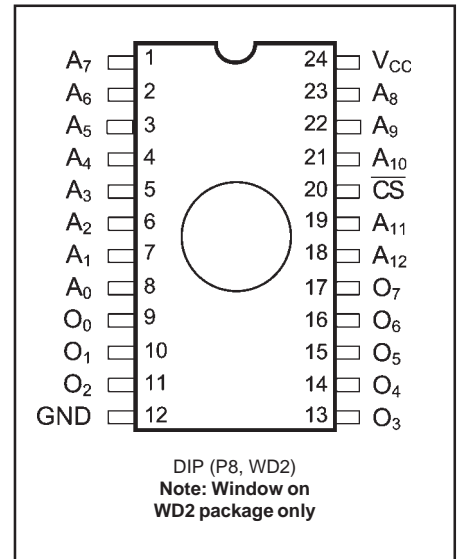 A7 1 24 VCC
A6 2 23 A8
A5 3 22 A9
A4 4 21 A10
A3 5 20 C̅S̅
A2 6 19 A11
A1 7 18 A12
A0 8 17 O7
O0 9 16 O6
O1 10 15 O5
O2 11 14 O4
GND 12 13 O3
DIP (P8, WD2)
Note: Window on
WD2 package only